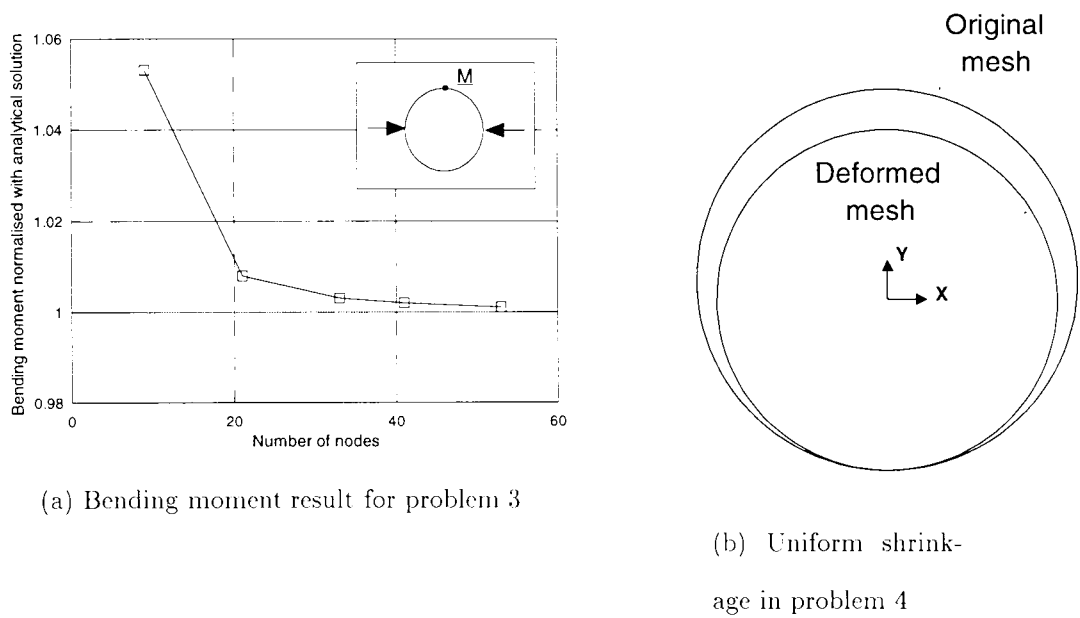 Bending moment normalised with analytical solution
1.06
1.04
1.02
1
0.98
0
20
40
60
Number of nodes
M
(a) Bending moment result for problem 3
Original
mesh
Deformed
mesh
Y
X
(b) Uniform shrink-
age in problem 4